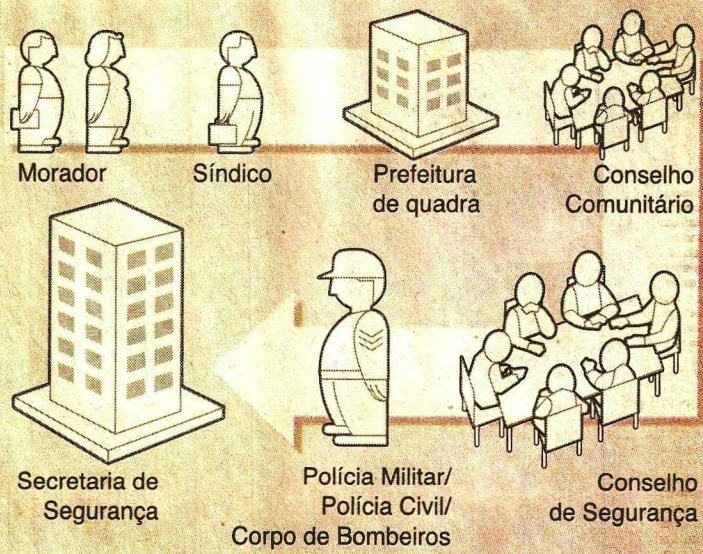 Morador
Síndico
Prefeitura
de quadra
Conselho
Comunitário
Secretaria de
Segurança
Polícia Militar/
Polícia Civil/
Corpo de Bombeiros
Conselho
de Segurança